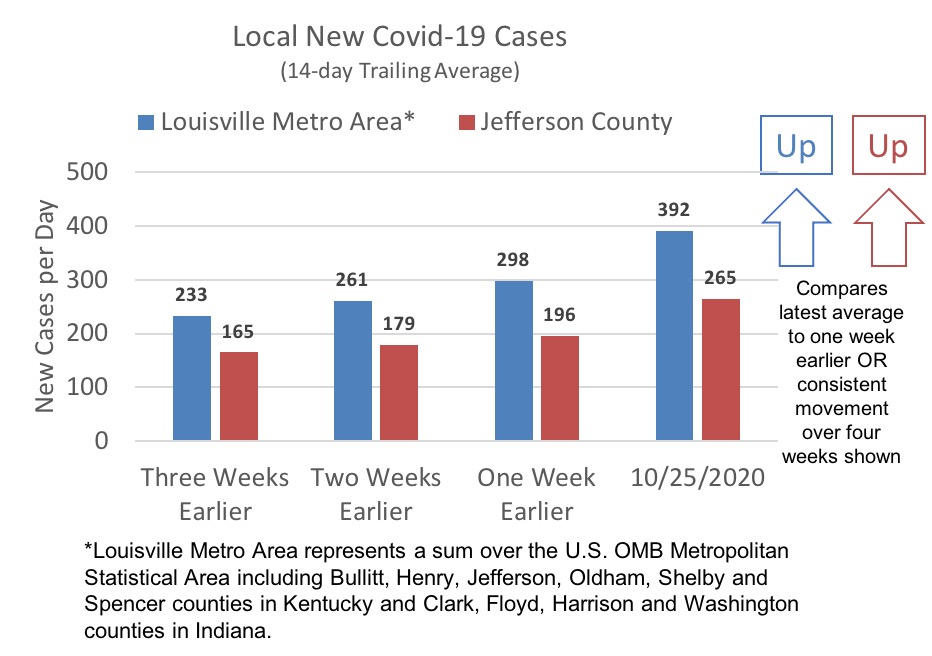 Local New Covid-19 Cases
(14-day Trailing Average)
Louisville Metro Area* Jefferson County
Up Up
New Cases per Day
500
400
300
200
100
0
233
165
261
179
298
196
392
265
Three Weeks
Earlier
Two Weeks
Earlier
One Week
Earlier
10/25/2020
Compares
latest average
to one week
earlier OR
consistent
movement
over four
weeks shown
*Louisville Metro Area represents a sum over the U.S. OMB Metropolitan
Statistical Area including Bullitt, Henry, Jefferson, Oldham, Shelby and
Spencer counties in Kentucky and Clark, Floyd, Harrison and Washington
counties in Indiana.